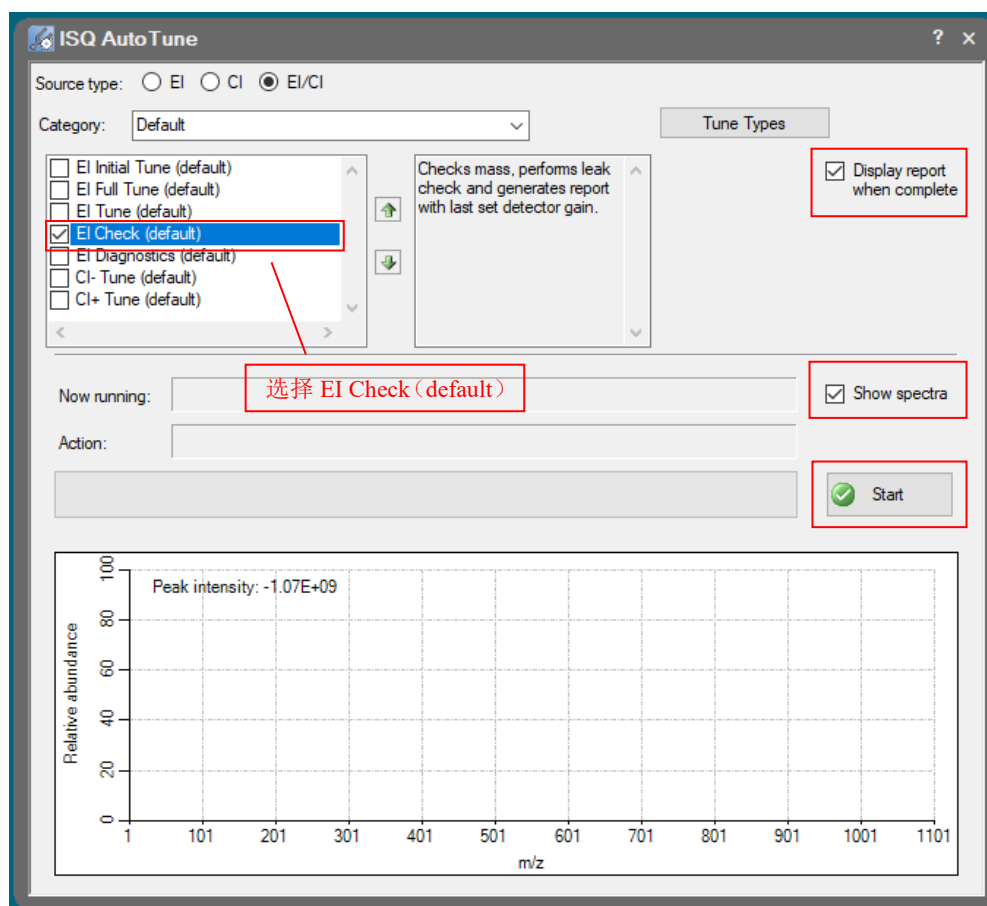 ISQ AutoTune
? ×
Source type: EI CI EI/CI
Category: Default
Tune Types
EI Initial Tune (default)
EI Full Tune (default)
EI Tune (default)
EI Check (default)
EI Diagnostics (default)
CI- Tune (default)
CI+ Tune (default)
Checks mass, performs leak
check and generates report
with last set detector gain.
Display report
when complete
选择 EI Check（default）
Now running:
Show spectra
Action:
Start
Peak intensity: -1.07E+09
Relative abundance
100
80
60
40
20
0
1 101 201 301 401 501 601 701 801 901 1001 1101
m/z